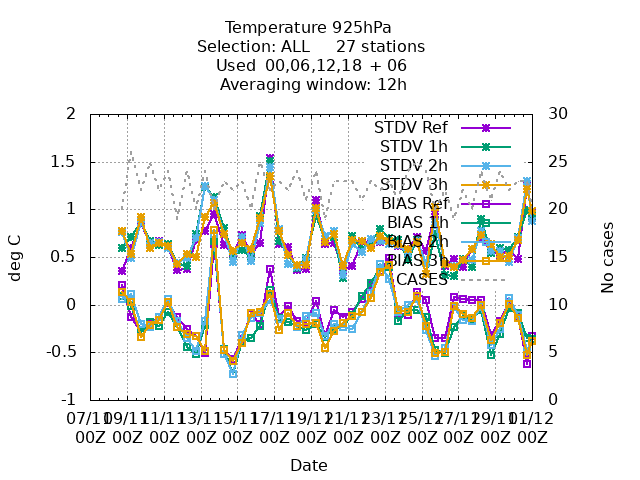 Temperature 925hPa
Selection: ALL 27 stations
Used 00,06,12,18 + 06
Averaging window: 12h
2
1.5
1
0.5
0
-0.5
-1
deg C
30
25
20
15
10
5
0
No cases
STDV Ref
STDV 1h
STDV 2h
STDV 3h
BIAS Ref
BIAS 1h
BIAS 2h
BIAS 3h
CASES
07/11 09/11 11/11 13/11 15/11 17/11 19/11 21/11 23/11 25/11 27/11 29/11 01/12
00Z 00Z 00Z 00Z 00Z 00Z 00Z 00Z 00Z 00Z 00Z 00Z 00Z
Date